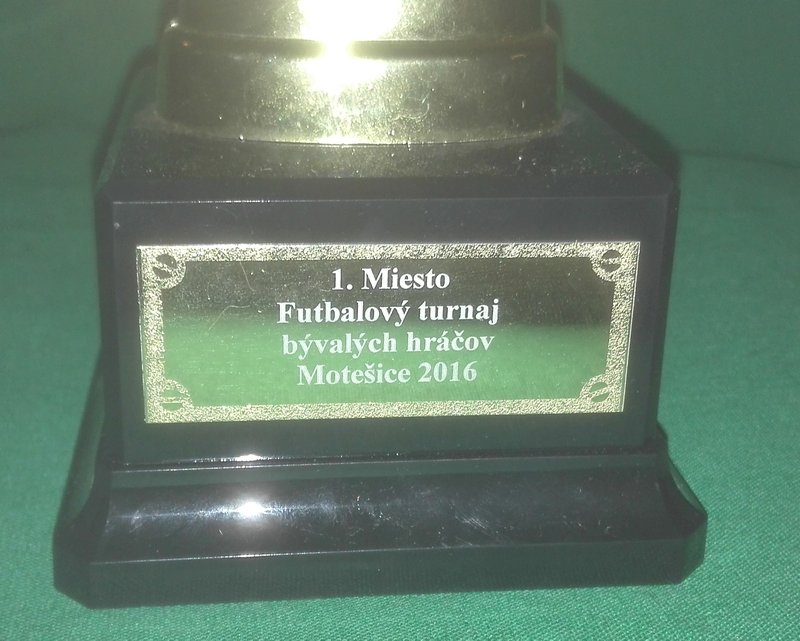 1. Miesto
Futbalový turnaj
bývalých hráčov
Motešice 2016